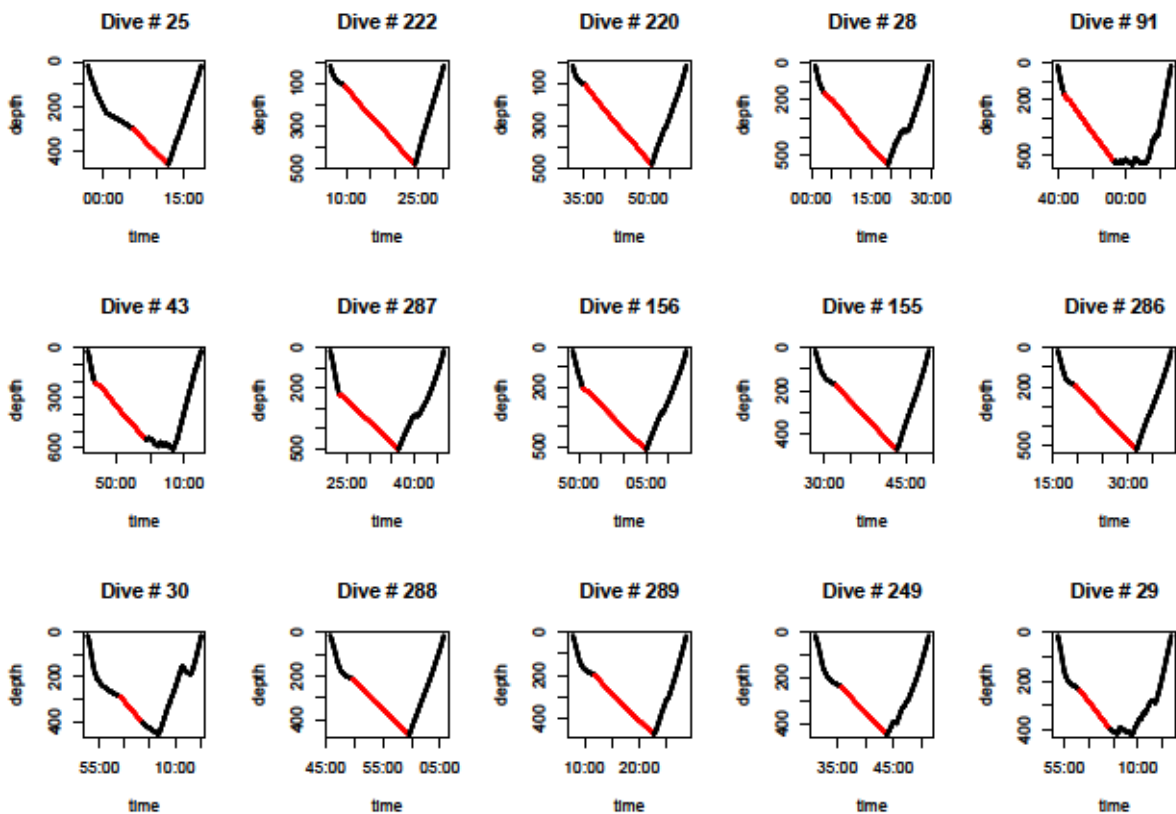 Dive # 25 Dive # 222 Dive # 220 Dive # 28 Dive # 91
depth 0 200 400 depth 100 300 500 depth 100 300 500 depth 0 200 500 depth 0 200 500
00:00 15:00 10:00 25:00 35:00 50:00 00:00 15:00 30:00 40:00 00:00
time time time time time
Dive # 43 Dive # 287 Dive # 156 Dive # 155 Dive # 286
depth 0 300 600 depth 0 200 500 depth 0 200 500 depth 0 200 400 depth 0 200 500
50:00 10:00 25:00 40:00 50:00 05:00 30:00 45:00 15:00 30:00
time time time time time
Dive # 30 Dive # 288 Dive # 289 Dive # 249 Dive # 29
depth 0 200 400 depth 0 200 400 depth 0 200 400 depth 0 200 400 depth 0 200 400
55:00 10:00 45:00 55:00 05:00 10:00 20:00 35:00 45:00 55:00 10:00
time time time time time